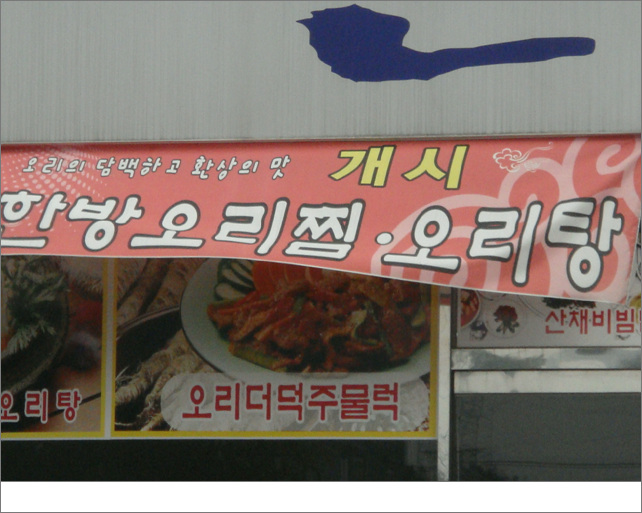 오리의 담백하고 환상의 맛 개시
한방오리찜·오리탕
오리탕
오리더덕주물럭
산채비빔